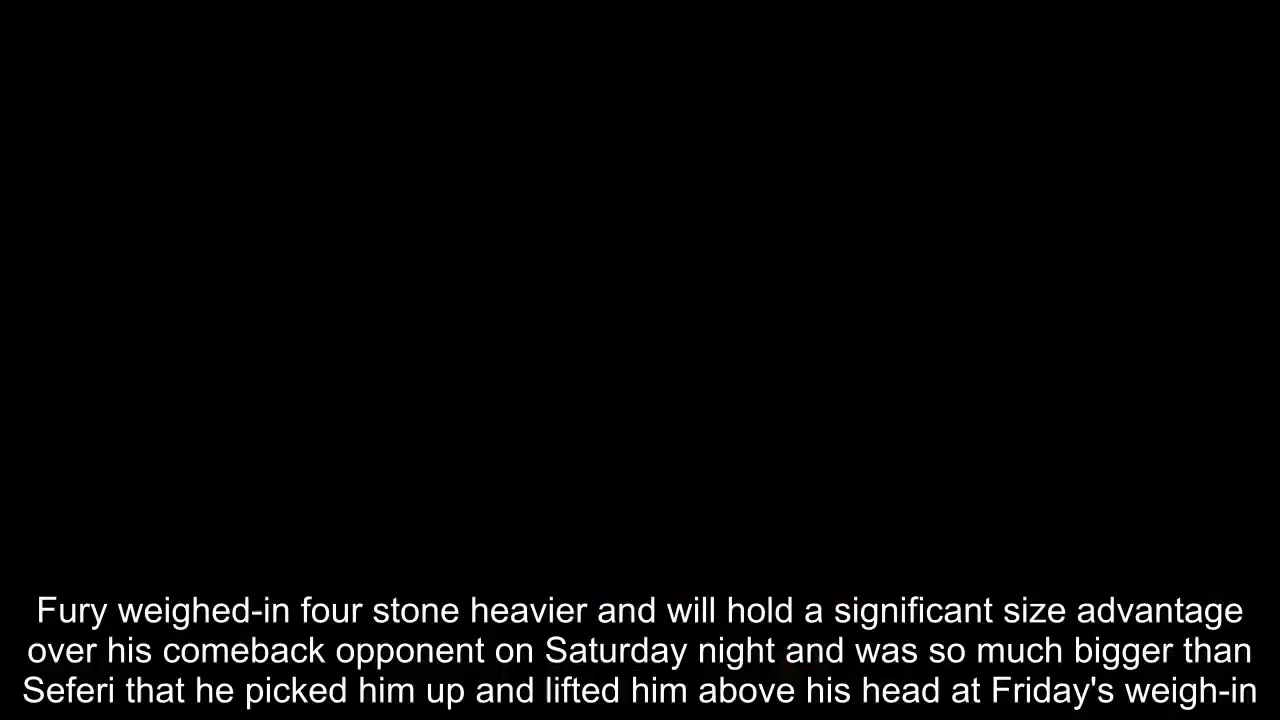 Fury weighed-in four stone heavier and will hold a significant size advantage
over his comeback opponent on Saturday night and was so much bigger than
Seferi that he picked him up and lifted him above his head at Friday's weigh-in